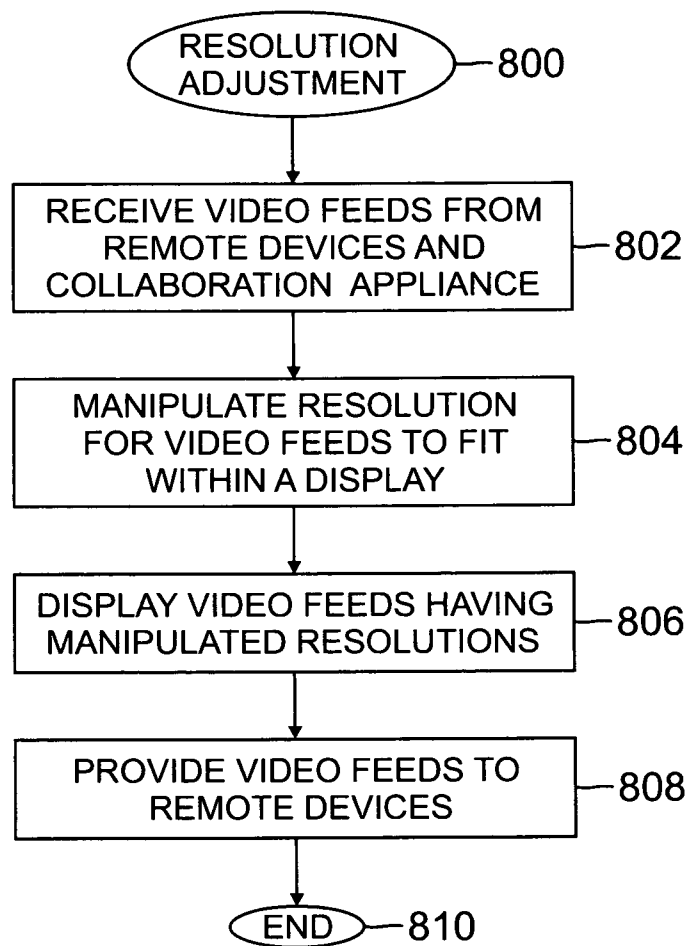 RESOLUTION
ADJUSTMENT
800
RECEIVE VIDEO FEEDS FROM
REMOTE DEVICES AND
COLLABORATION APPLIANCE
802
MANIPULATE RESOLUTION
FOR VIDEO FEEDS TO FIT
WITHIN A DISPLAY
804
DISPLAY VIDEO FEEDS HAVING
MANIPULATED RESOLUTIONS
806
PROVIDE VIDEO FEEDS TO
REMOTE DEVICES
808
END
810